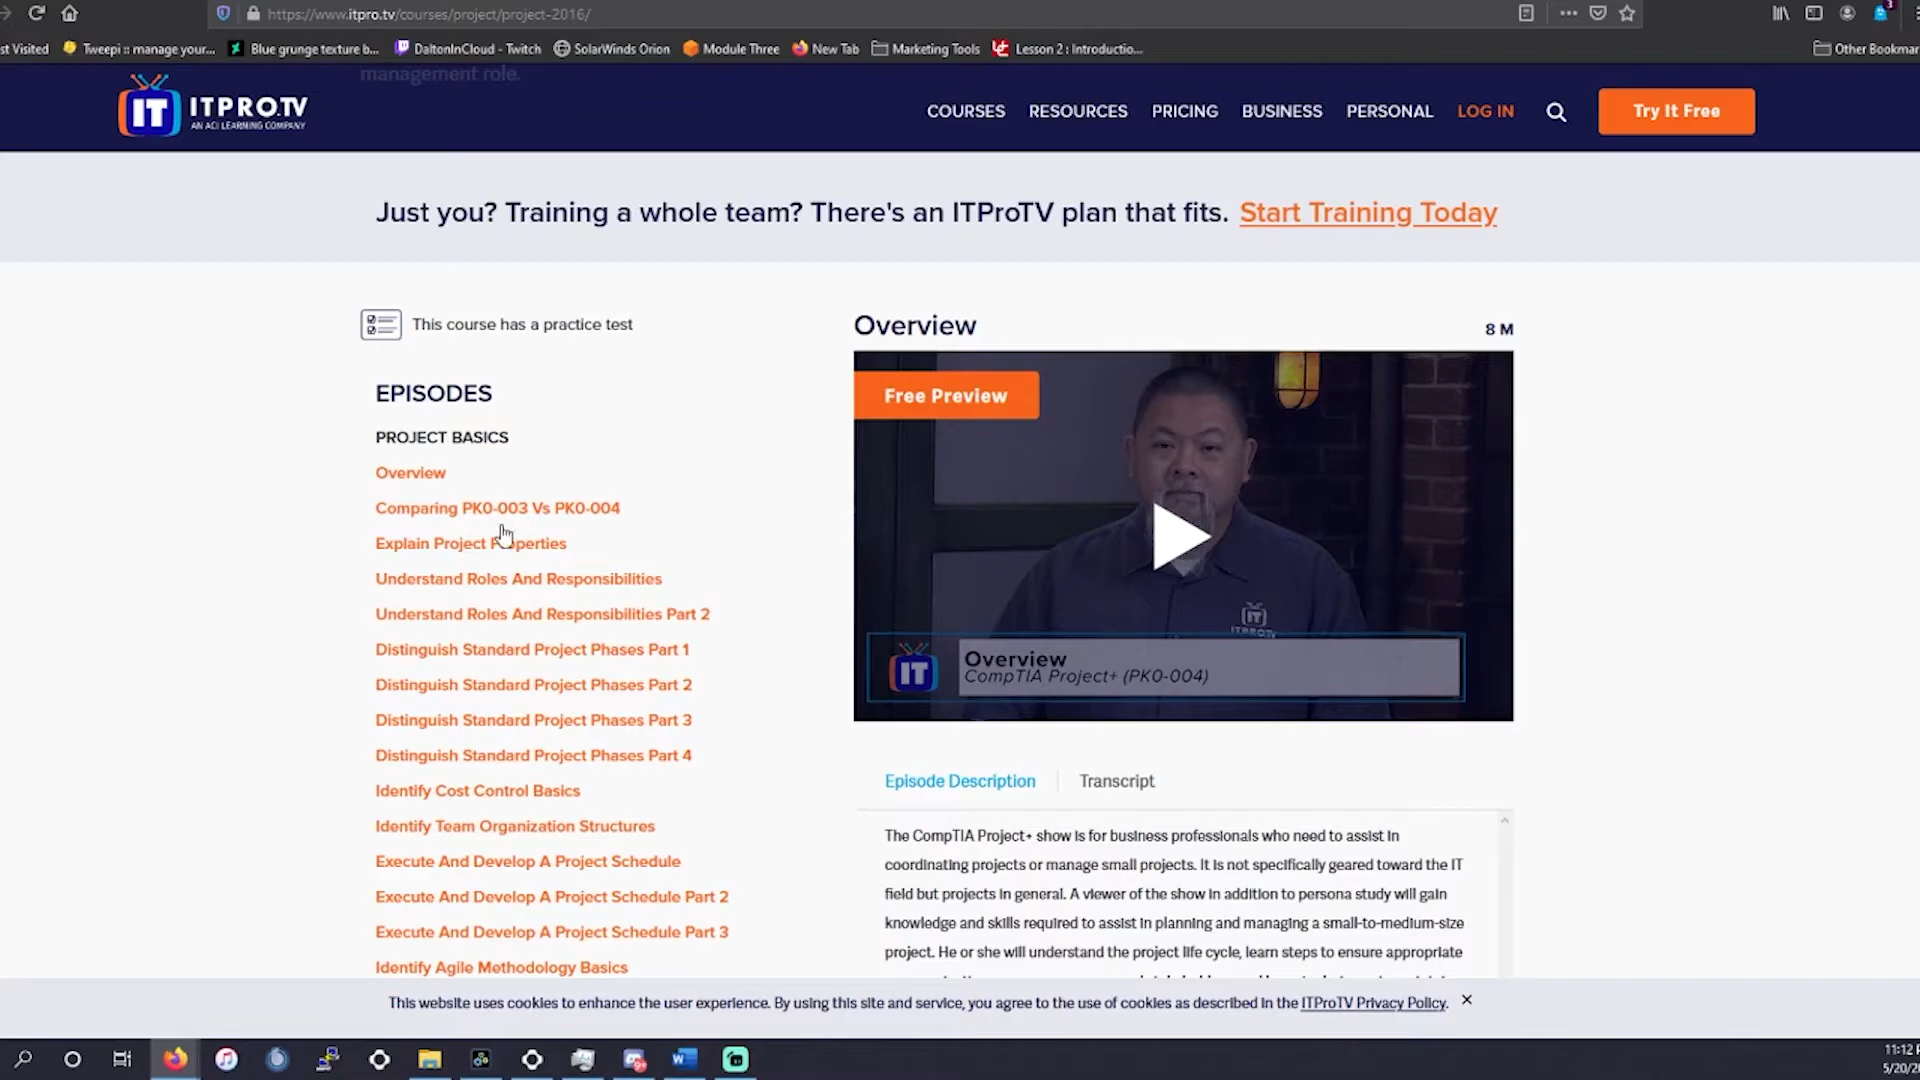 https://www.itpro.tv/courses/project/project-2016/
st Visited
Tweepi :: manage your...
Blue grunge texture b...
DaltonInCloud - Twitch
SolarWinds Orion
Module Three
New Tab
Marketing Tools
Lesson 2 : Introductio...
Other Bookmar
management role.
IT ITPRO.TV
AN ACI LEARNING COMPANY
COURSES RESOURCES PRICING BUSINESS PERSONAL LOG IN
Try It Free
Just you? Training a whole team? There's an ITProTV plan that fits. Start Training Today
This course has a practice test
EPISODES
PROJECT BASICS
Overview
Comparing PK0-003 Vs PK0-004
Explain Project Properties
Understand Roles And Responsibilities
Understand Roles And Responsibilities Part 2
Distinguish Standard Project Phases Part 1
Distinguish Standard Project Phases Part 2
Distinguish Standard Project Phases Part 3
Distinguish Standard Project Phases Part 4
Identify Cost Control Basics
Identify Team Organization Structures
Execute And Develop A Project Schedule
Execute And Develop A Project Schedule Part 2
Execute And Develop A Project Schedule Part 3
Identify Agile Methodology Basics
Overview 8 M
Free Preview
IT
ITPRO.TV
IT
Overview
CompTIA Project+ (PK0-004)
Episode Description
Transcript
The CompTIA Project+ show is for business professionals who need to assist in
coordinating projects or manage small projects. It is not specifically geared toward the IT
field but projects in general. A viewer of the show in addition to persona study will gain
knowledge and skills required to assist in planning and managing a small-to-medium-size
project. He or she will understand the project life cycle, learn steps to ensure appropriate
This website uses cookies to enhance the user experience. By using this site and service, you agree to the use of cookies as described in the ITProTV Privacy Policy.
11:12 P
5/20/20